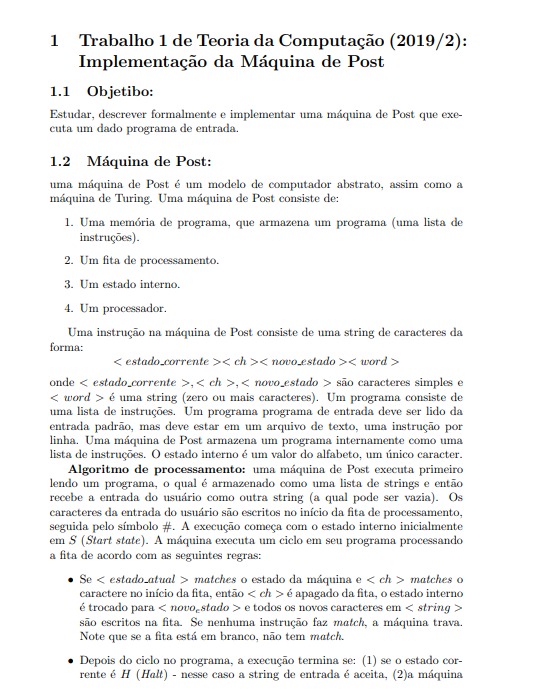 1 Trabalho 1 de Teoria da Computação (2019/2):
Implementação da Máquina de Post
1.1 Objetibo:
Estudar, descrever formalmente e implementar uma máquina de Post que exe-
cuta um dado programa de entrada.
1.2 Máquina de Post:
uma máquina de Post é um modelo de computador abstrato, assim como a
máquina de Turing. Uma máquina de Post consiste de:
1. Uma memória de programa, que armazena um programa (uma lista de
instruções).
2. Um fita de processamento.
3. Um estado interno.
4. Um processador.
Uma instrução na máquina de Post consiste de uma string de caracteres da
forma:
< estado_corrente >< ch >< novo_estado >< word >
onde < estado_corrente >, < ch >, < novo_estado > são caracteres simples e
< word > é uma string (zero ou mais caracteres). Um programa consiste de
uma lista de instruções. Um programa programa de entrada deve ser lido da
entrada padrão, mas deve estar em um arquivo de texto, uma instrução por
linha. Uma máquina de Post armazena um programa internamente como uma
lista de instruções. O estado interno é um valor do alfabeto, um único caracter.
Algoritmo de processamento: uma máquina de Post executa primeiro
lendo um programa, o qual é armazenado como uma lista de strings e então
recebe a entrada do usuário como outra string (a qual pode ser vazia). Os
caracteres da entrada do usuário são escritos no início da fita de processamento,
seguida pelo símbolo #. A execução começa com o estado interno inicialmente
em S (Start state). A máquina executa um ciclo em seu programa processando
a fita de acordo com as seguintes regras:
• Se < estado_atual > matches o estado da máquina e < ch > matches o
caractere no início da fita, então < ch > é apagado da fita, o estado interno
é trocado para < novo_estado > e todos os novos caracteres em < string >
são escritos na fita. Se nenhuma instrução faz match, a máquina trava.
Note que se a fita está em branco, não tem match.
• Depois do ciclo no programa, a execução termina se: (1) se o estado cor-
rente é H (Halt) - nesse caso a string de entrada é aceita, (2)a máquina